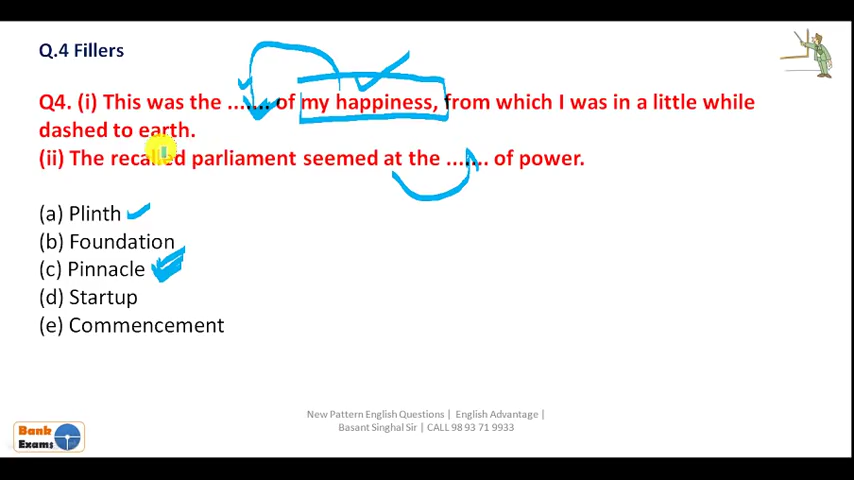 Q.4 Fillers
Q4. (i) This was the ....... of my happiness, from which I was in a little while
dashed to earth.
(ii) The recalled parliament seemed at the ....... of power.
(a) Plinth
(b) Foundation
(c) Pinnacle
(d) Startup
(e) Commencement
New Pattern English Questions | English Advantage |
Basant Singhal Sir | CALL 98 93 71 9933
Bank
Exams